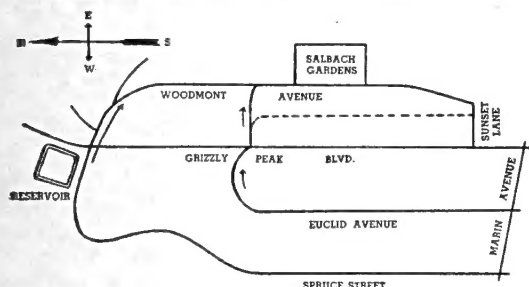 E
S
W
SALBACH
GARDENS
WOODMONT AVENUE
SUNSET LANE
GRIZZLY PEAK BLVD.
RESERVOIR
EUCLID AVENUE
MARIN AVENUE
SPRUCE STREET